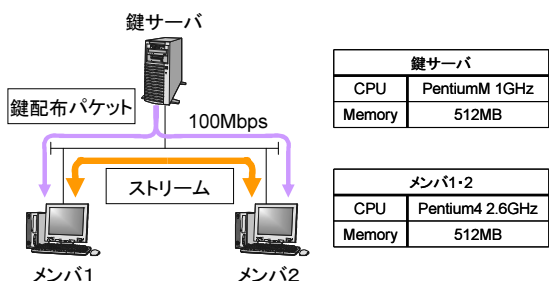 鍵サーバ
鍵配布パケット
100Mbps
ストリーム
メンバ1
メンバ2
鍵サーバ
CPU PentiumM 1GHz
Memory 512MB
メンバ1・2
CPU Pentium4 2.6GHz
Memory 512MB